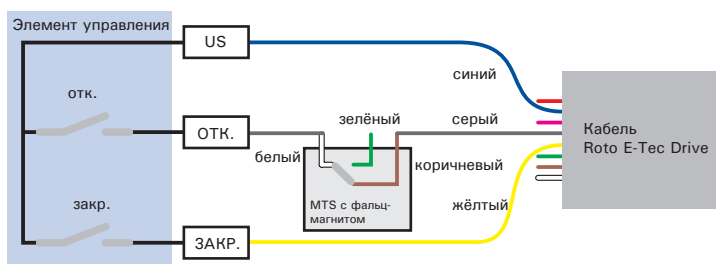 Элемент управления
US
синий
отк.
зелёный
серый
ОТК.
Кабель
Roto E-Tec Drive
белый
коричневый
закр.
MTS с фальц-
магнитом
жёлтый
ЗАКР.